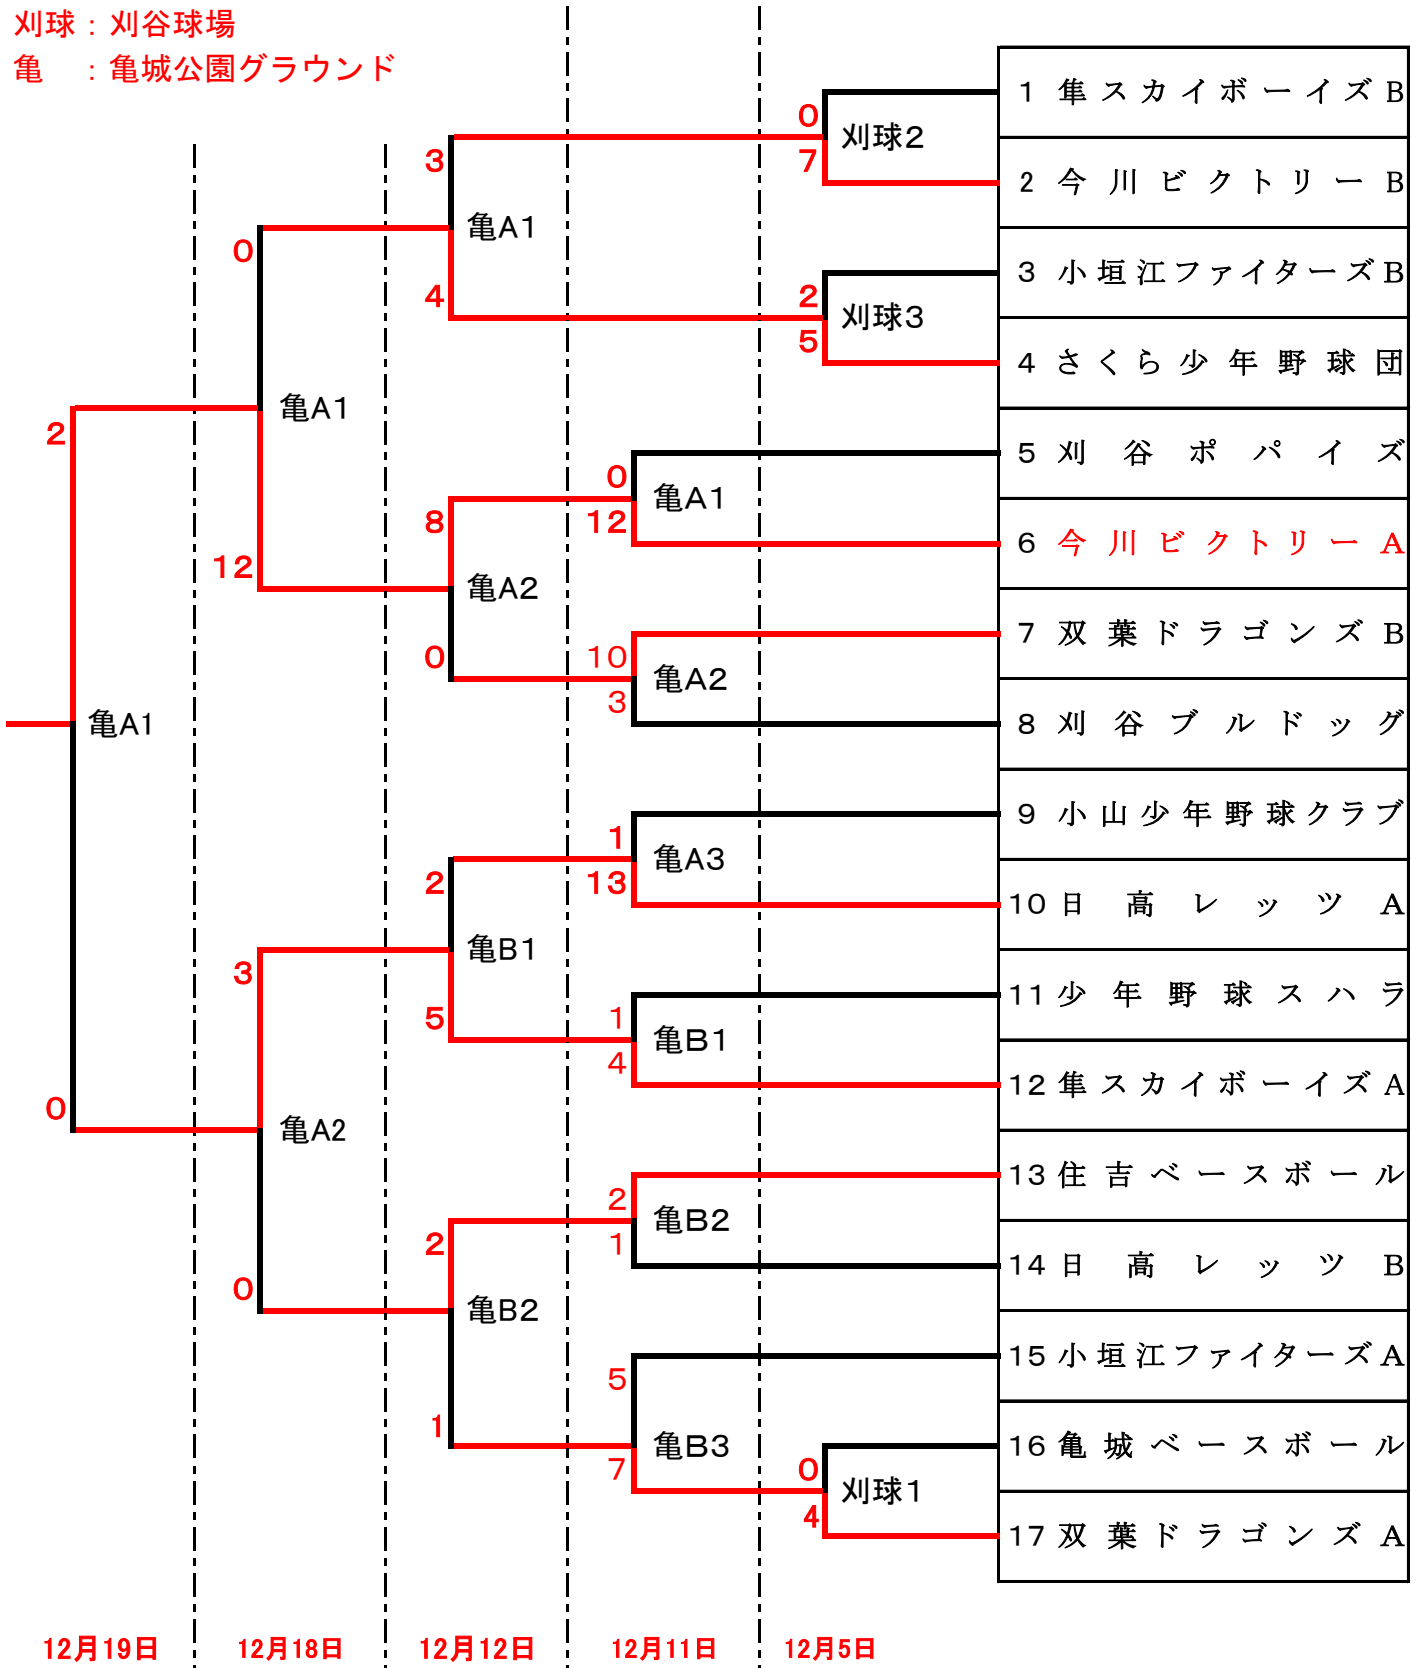 刈球：刈谷球場
亀　：亀城公園グラウンド
1 隼スカイボーイズB
0
刈球2
7
2 今川ビクトリーB
3
亀A1
4
0
3 小垣江ファイターズB
2
刈球3
5
4 さくら少年野球団
亀A1
2
5 刈谷ポパイズ
0
亀A1
12
6 今川ビクトリーA
8
亀A2
0
12
7 双葉ドラゴンズB
10
亀A2
3
8 刈谷ブルドッグ
亀A1
9 小山少年野球クラブ
1
亀A3
13
10 日高レッツA
2
亀B1
5
3
11 少年野球スハラ
1
亀B1
4
12 隼スカイボーイズA
0
亀A2
13 住吉ベースボール
2
亀B2
1
14 日高レッツB
2
亀B2
1
0
15 小垣江ファイターズA
5
亀B3
7
16 亀城ベースボール
0
刈球1
4
17 双葉ドラゴンズA
12月19日
12月18日
12月12日
12月11日
12月5日